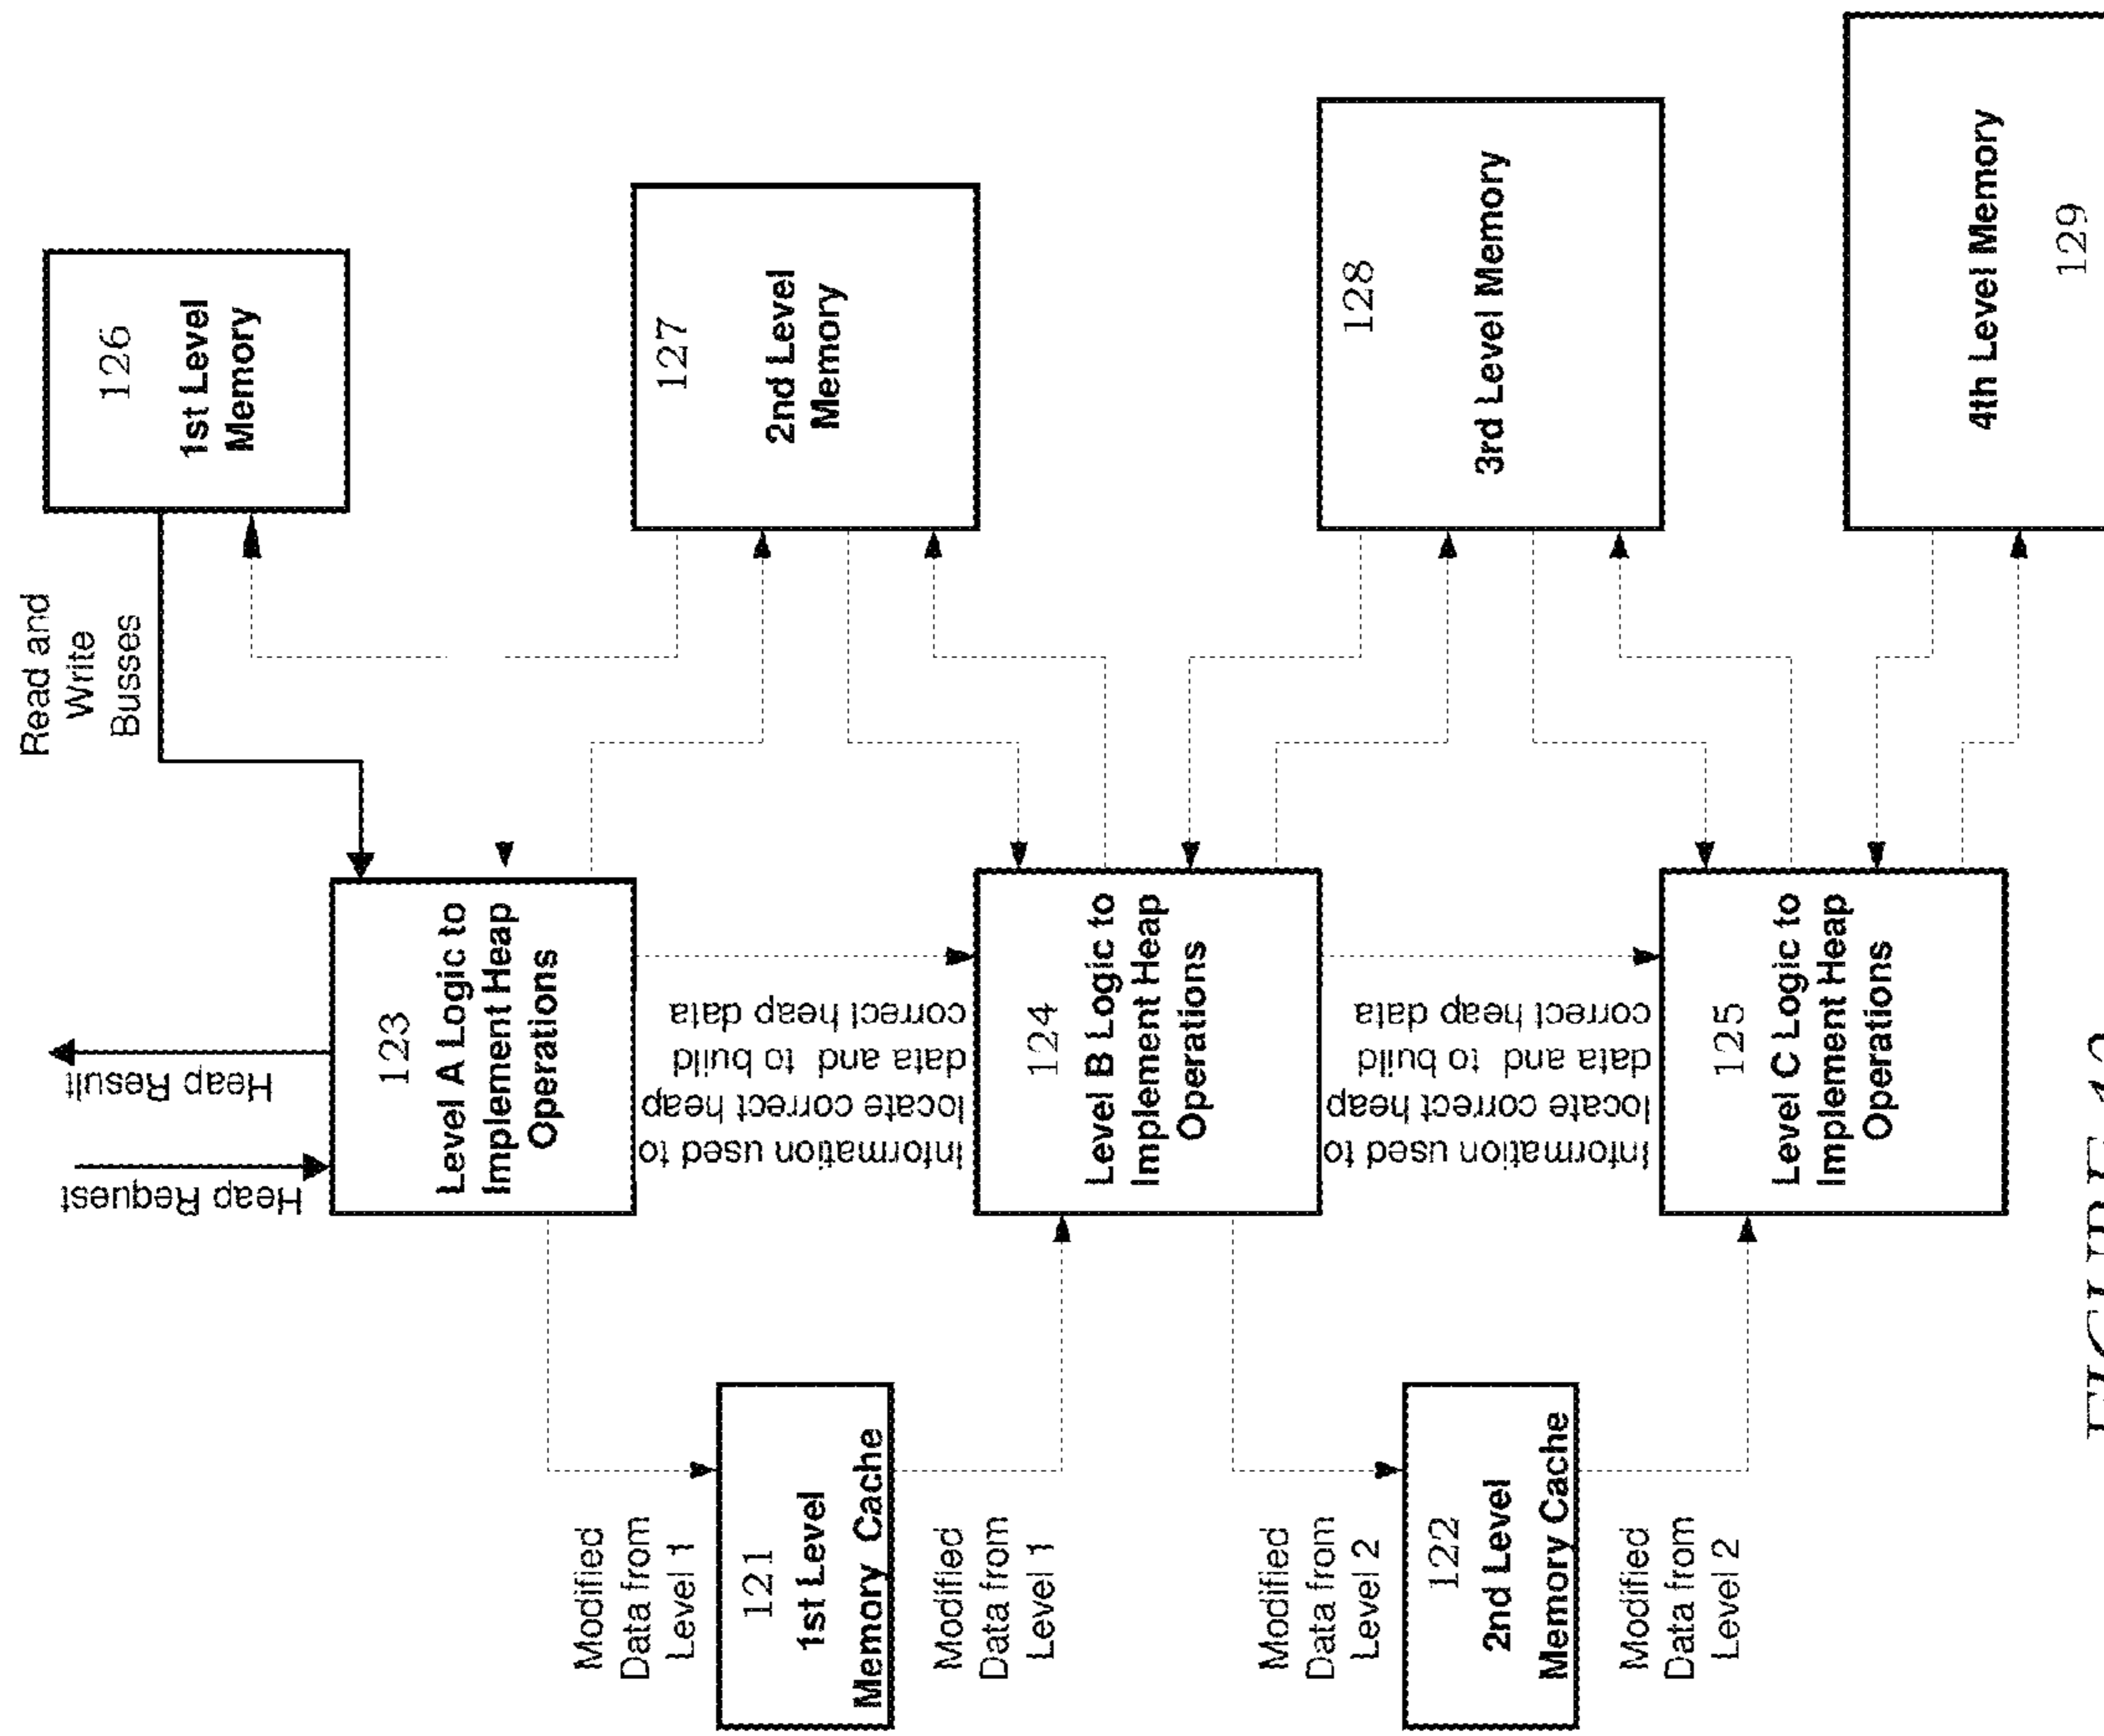 Read and
Write
Busses
126
1st Level
Memory
127
2nd Level
Memory
128
3rd Level Memory
4th Level Memory
129
Heap Request
Heap Result
123
Level A Logic to
Implement Heap
Operations
Information used to
locate correct heap
data and to build
correct heap data
124
Level B Logic to
Implement Heap
Operations
Information used to
locate correct heap
data and to build
correct heap data
125
Level C Logic to
Implement Heap
Operations
Modified
Data from
Level 1
121
1st Level
Memory Cache
Modified
Data from
Level 1
Modified
Data from
Level 2
122
2nd Level
Memory Cache
Modified
Data from
Level 2
FIGURE